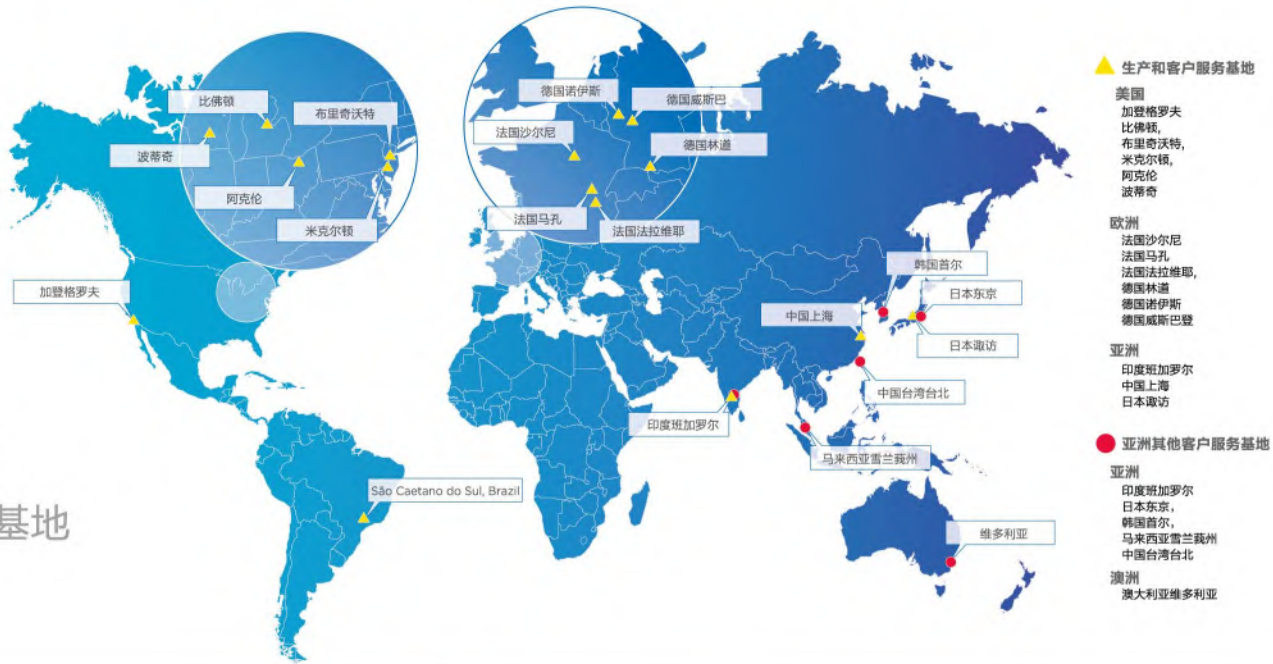 比佛顿
布里奇沃特
波蒂奇
阿克伦
米克尔顿
加登格罗夫
德国诺伊斯
德国威斯巴
法国沙尔尼
德国林道
法国马孔
法国法拉维耶
韩国首尔
日本东京
中国上海
日本诹访
中国台湾台北
印度班加罗尔
马来西亚雪兰莪州
São Caetano do Sul, Brazil
维多利亚
基地
生产和客户服务基地
美国
加登格罗夫
比佛顿,
布里奇沃特,
米克尔顿,
阿克伦
波蒂奇
欧洲
法国沙尔尼
法国马孔
法国法拉维耶,
德国林道
德国诺伊斯
德国威斯巴登
亚洲
印度班加罗尔
中国上海
日本诹访
亚洲其他客户服务基地
亚洲
印度班加罗尔
日本东京,
韩国首尔,
马来西亚雪兰莪州
中国台湾台北
澳洲
澳大利亚维多利亚